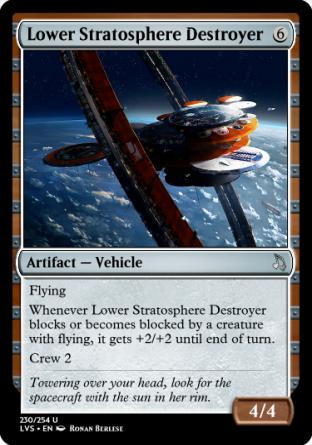 Lower Stratosphere Destroyer 6
Artifact — Vehicle
Flying
Whenever Lower Stratosphere Destroyer
blocks or becomes blocked by a creature
with flying, it gets +2/+2 until end of turn.
Crew 2
Towering over your head, look for the
spacecraft with the sun in her rim.
4/4
230/254 U
LVS • EN Ronan Berlese